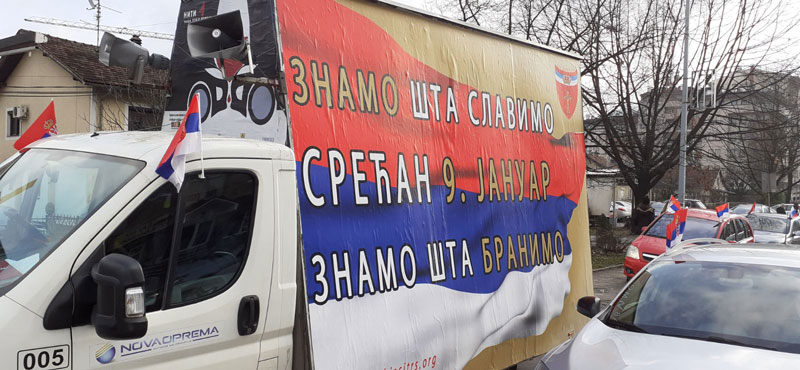 ЗНАМО ШТА СЛАВИМО
СРЕЋАН 9. ЈАНУАР
ЗНАМО ШТА БРАНИМО
NOVAOPREMA
005